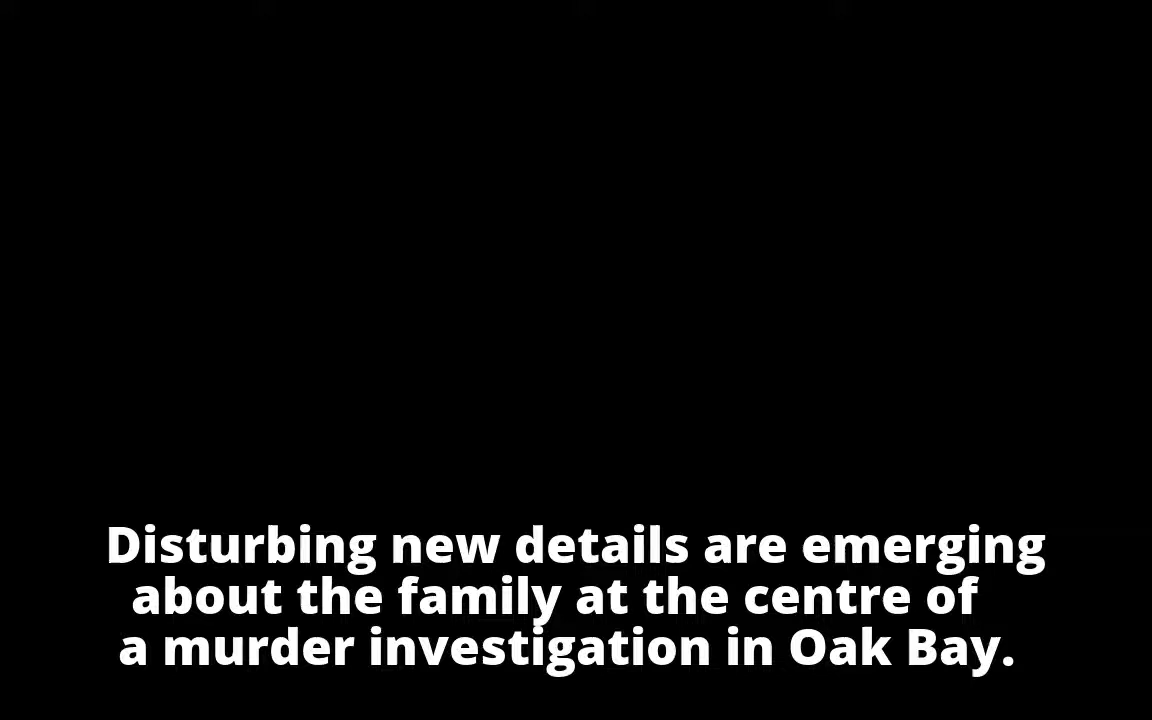 Disturbing new details are emerging
about the family at the centre of
a murder investigation in Oak Bay.